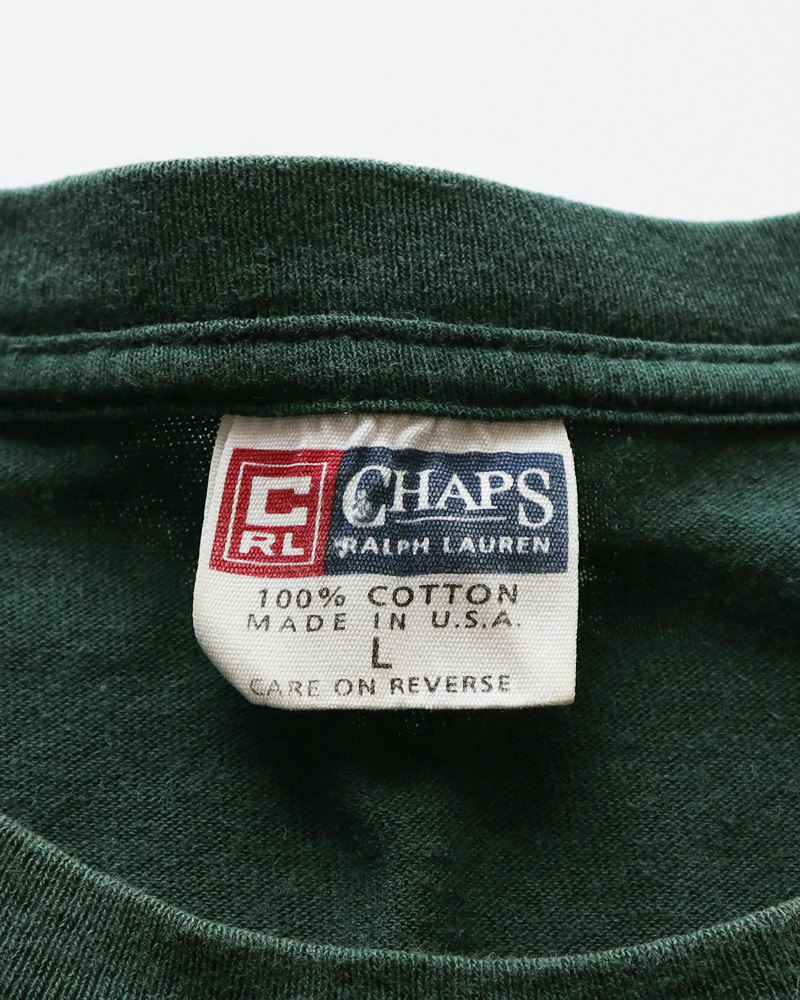 C
RL
CHAPS
RALPH LAUREN
100% COTTON
MADE IN U.S.A.
L
CARE ON REVERSE